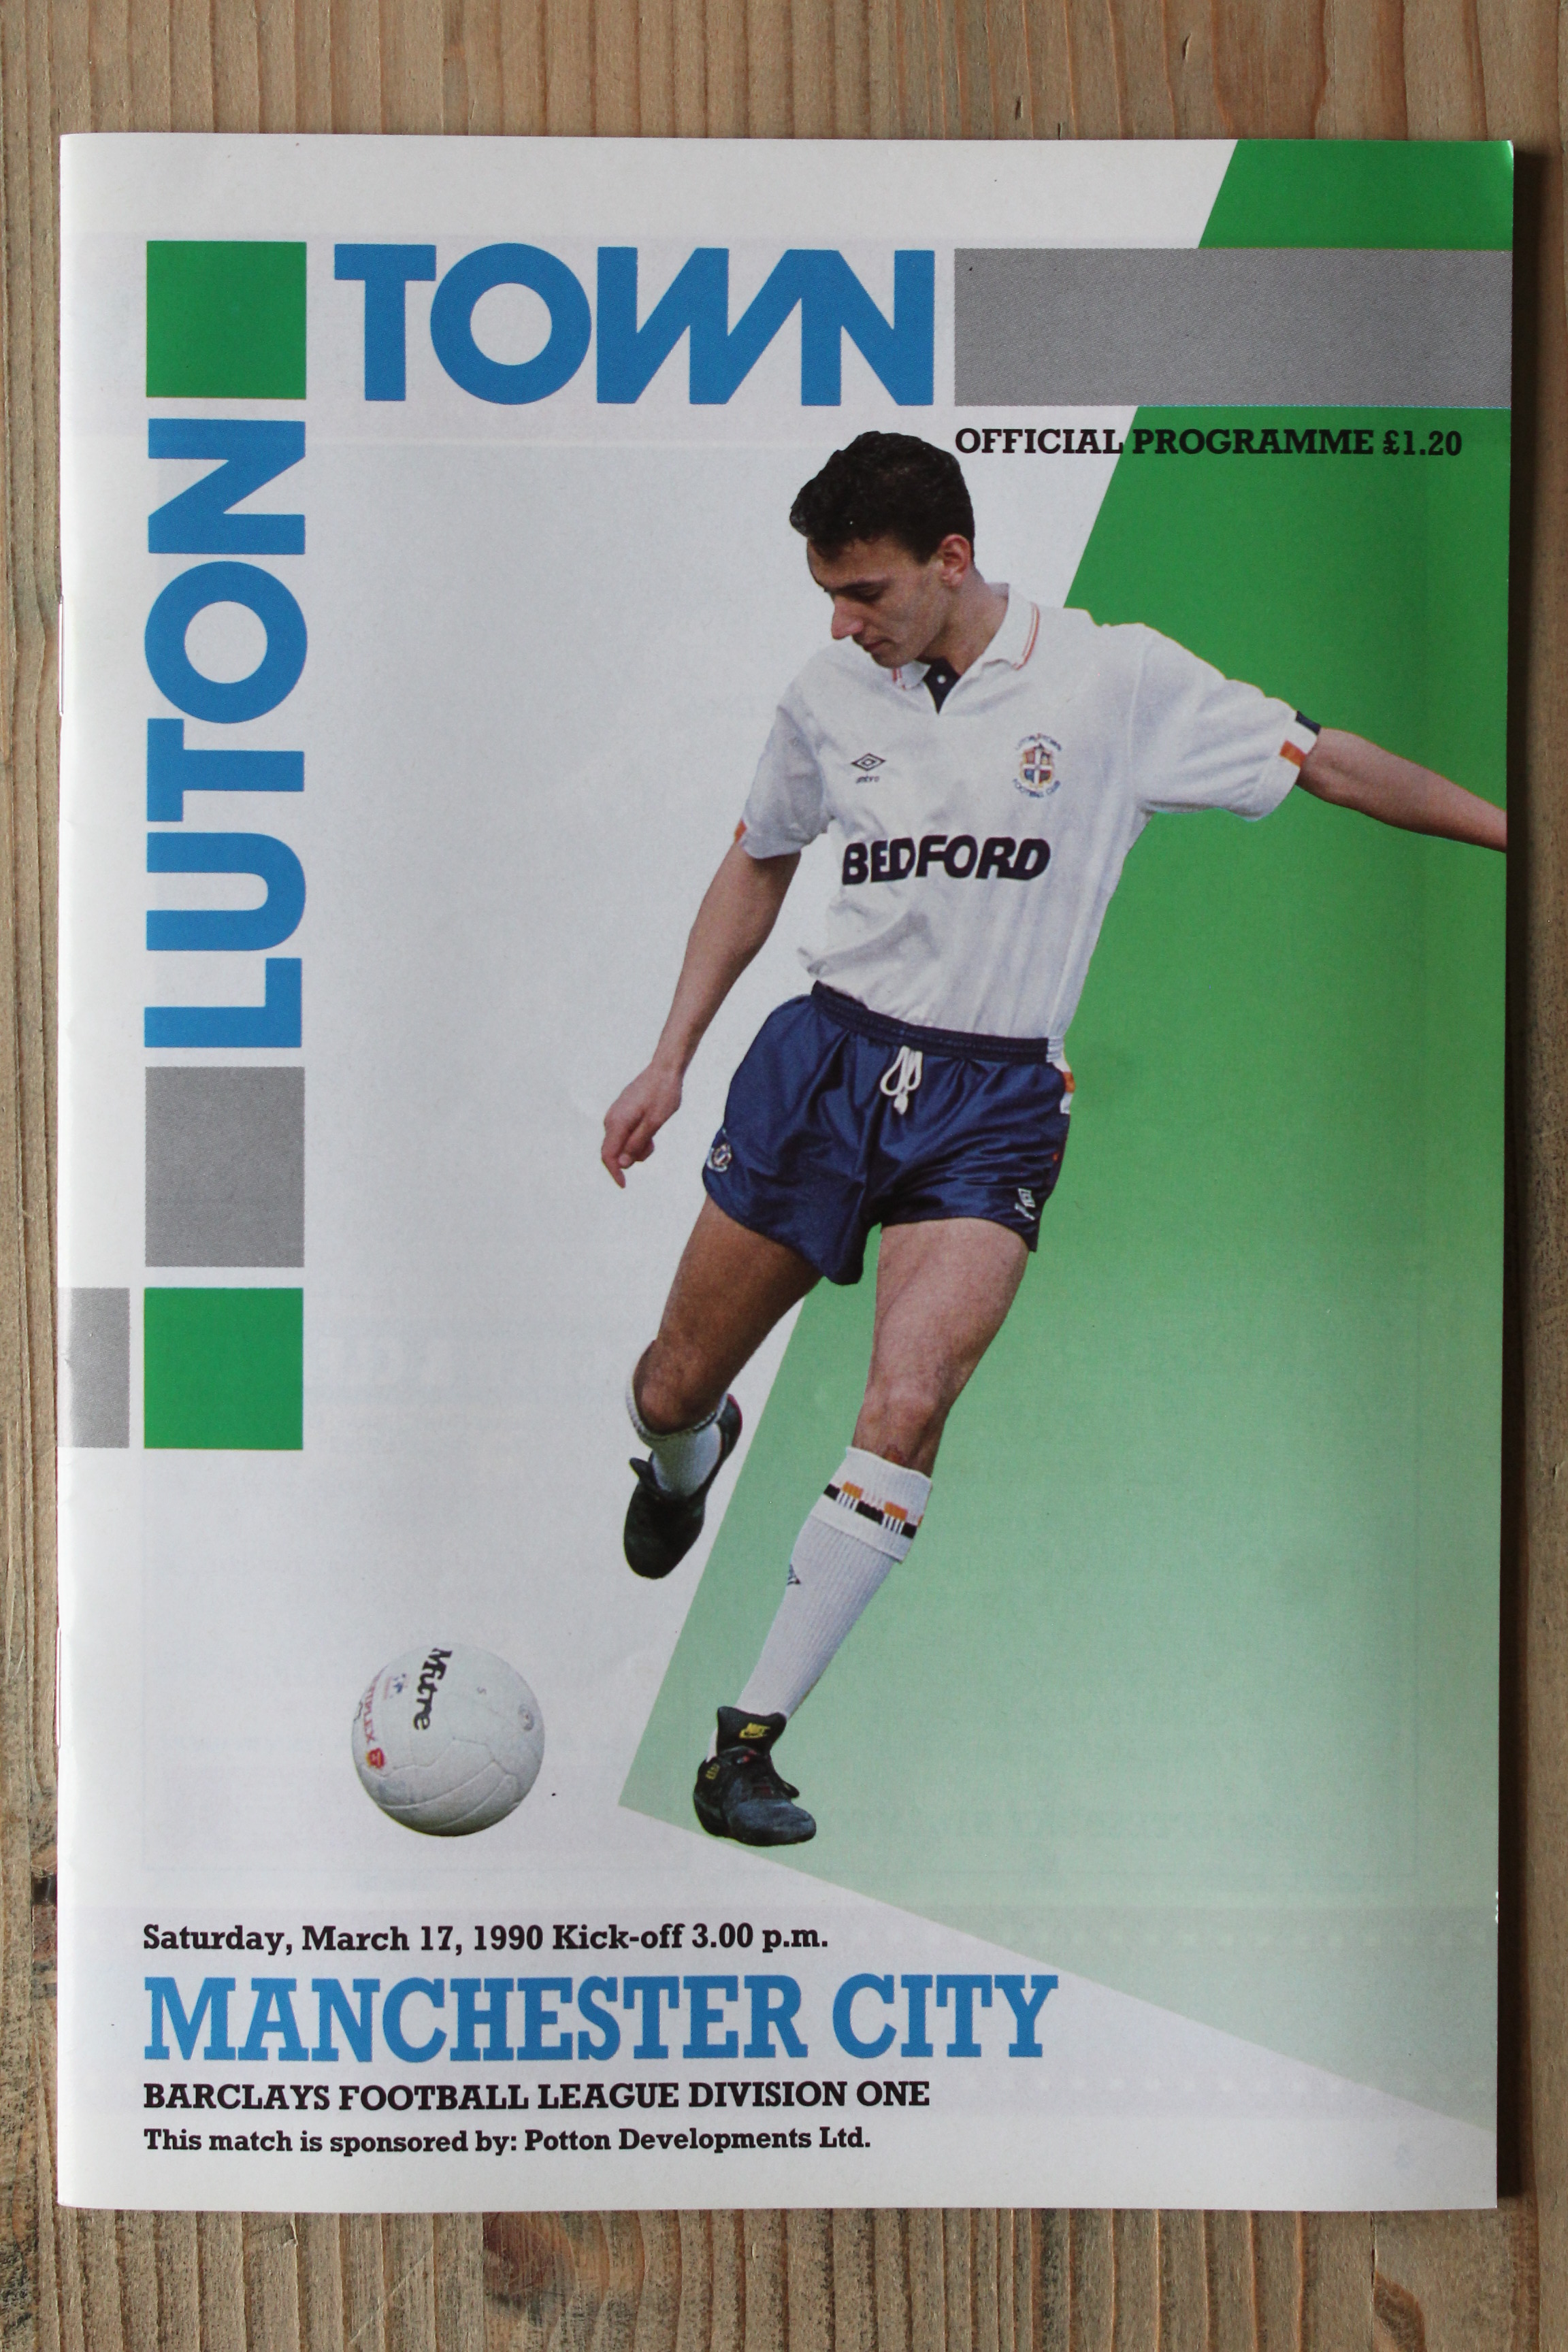 LUTON
TOWN
OFFICIAL PROGRAMME £1.20
umbro
BEDFORD
Mitre
Saturday, March 17, 1990 Kick-off 3.00 p.m.
MANCHESTER CITY
BARCLAYS FOOTBALL LEAGUE DIVISION ONE
This match is sponsored by: Potton Developments Ltd.